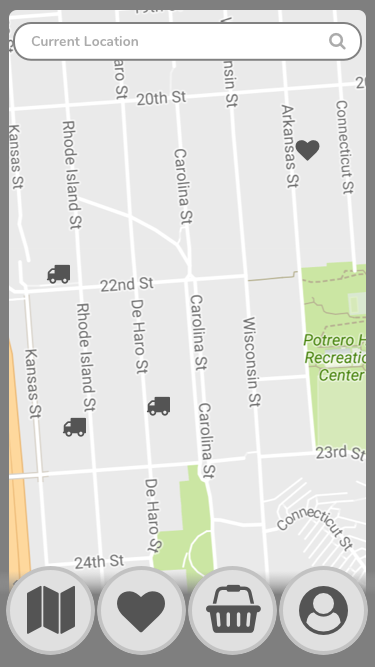 Current Location
20th St
Kansas St
Rhode Island St
Carolina St
Arkansas St
Connecticut St
22nd St
Kansas St
Rhode Island St
De Haro St
Carolina St
Wisconsin St
Potrero H
Recreatio
Center
Carolina St
23rd St
De Haro St
Connecticut St
24th St